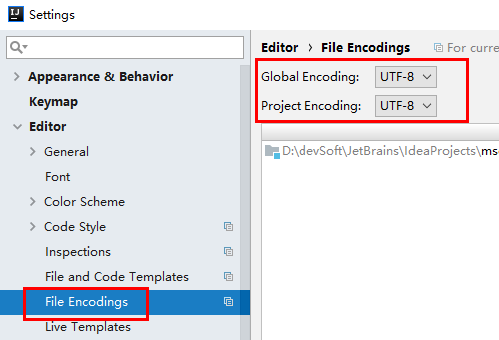 Settings
Editor › File Encodings For curre
Global Encoding: UTF-8
Project Encoding: UTF-8
D:\devSoft\JetBrains\IdeaProjects\ms
Appearance & Behavior
Keymap
Editor
General
Font
Color Scheme
Code Style
Inspections
File and Code Templates
File Encodings
Live Templates